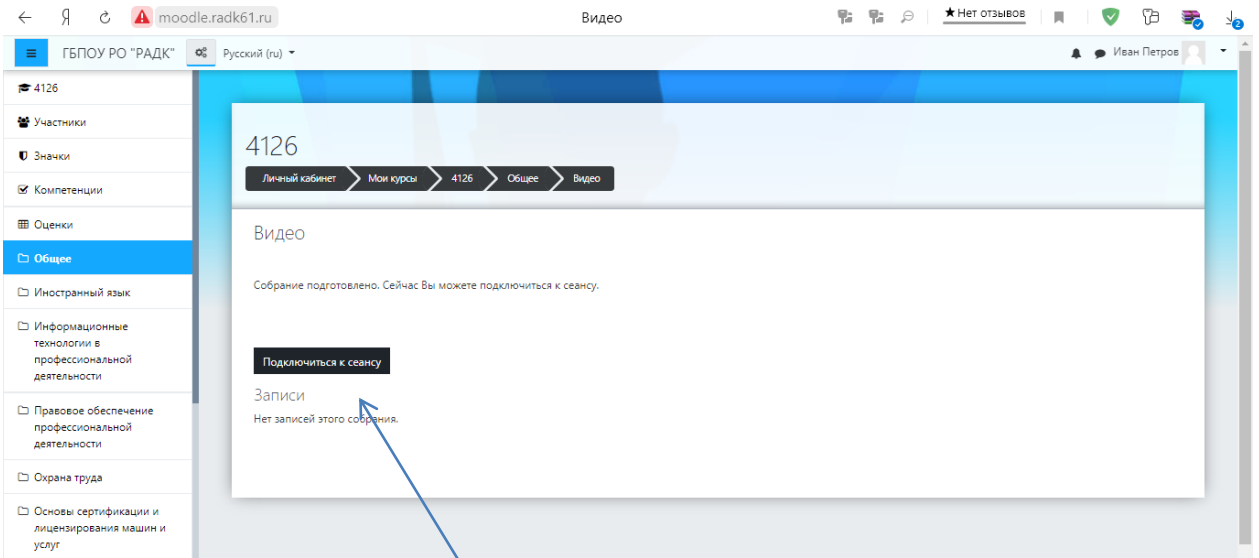 moodle.radk61.ru
Видео
★ Нет отзывов
2
ГБПОУ РО "РАДК"
Русский (ru)
Иван Петров
4126
Участники
Значки
Компетенции
Оценки
Общее
Иностранный язык
Информационные
технологии в
профессиональной
деятельности
Правовое обеспечение
профессиональной
деятельности
Охрана труда
Основы сертификации и
лицензирования машин и
услуг
4126
Личный кабинет
Мои курсы
4126
Общее
Видео
Видео
Собрание подготовлено. Сейчас Вы можете подключиться к сеансу.
Подключиться к сеансу
Записи
Нет записей этого собрания.